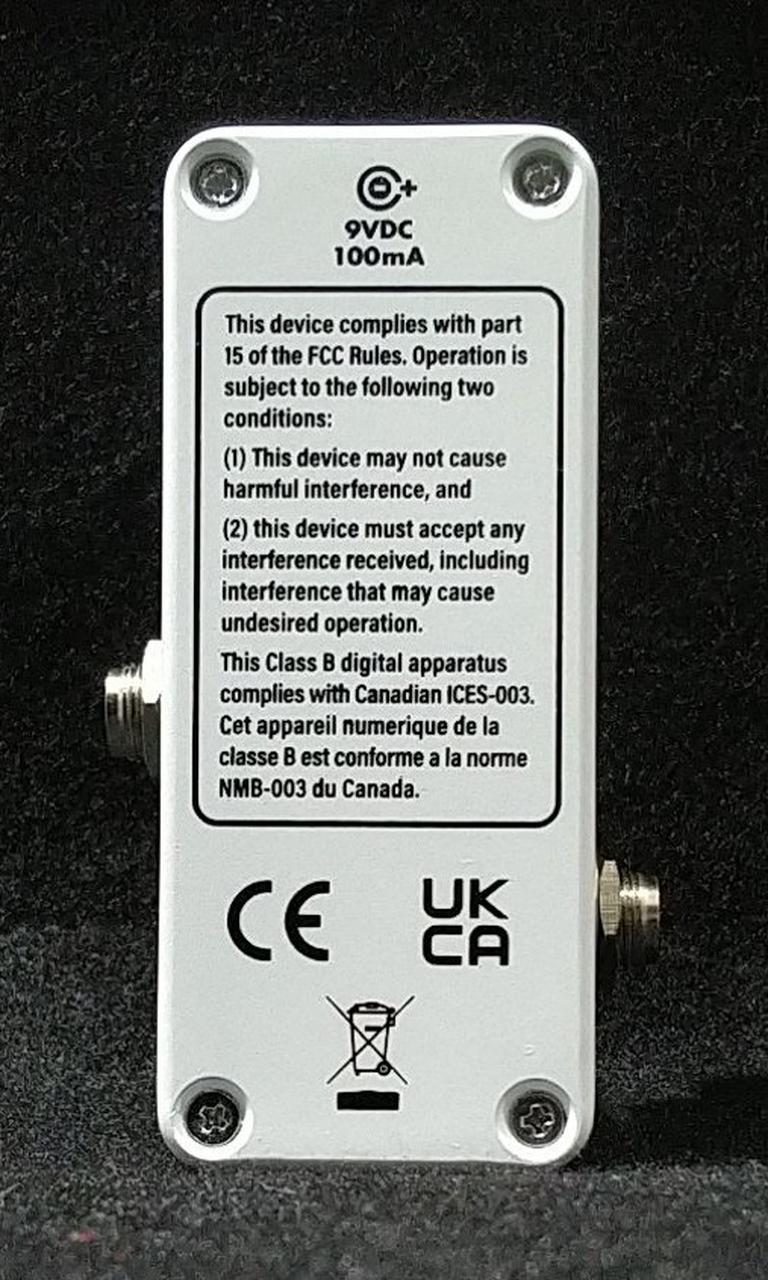 +
9VDC
100mA
This device complies with part
15 of the FCC Rules. Operation is
subject to the following two
conditions:
(1) This device may not cause
harmful interference, and
(2) this device must accept any
interference received, including
interference that may cause
undesired operation.
This Class B digital apparatus
complies with Canadian ICES-003.
Cet appareil numerique de la
classe B est conforme a la norme
NMB-003 du Canada.
CE
UK
CA